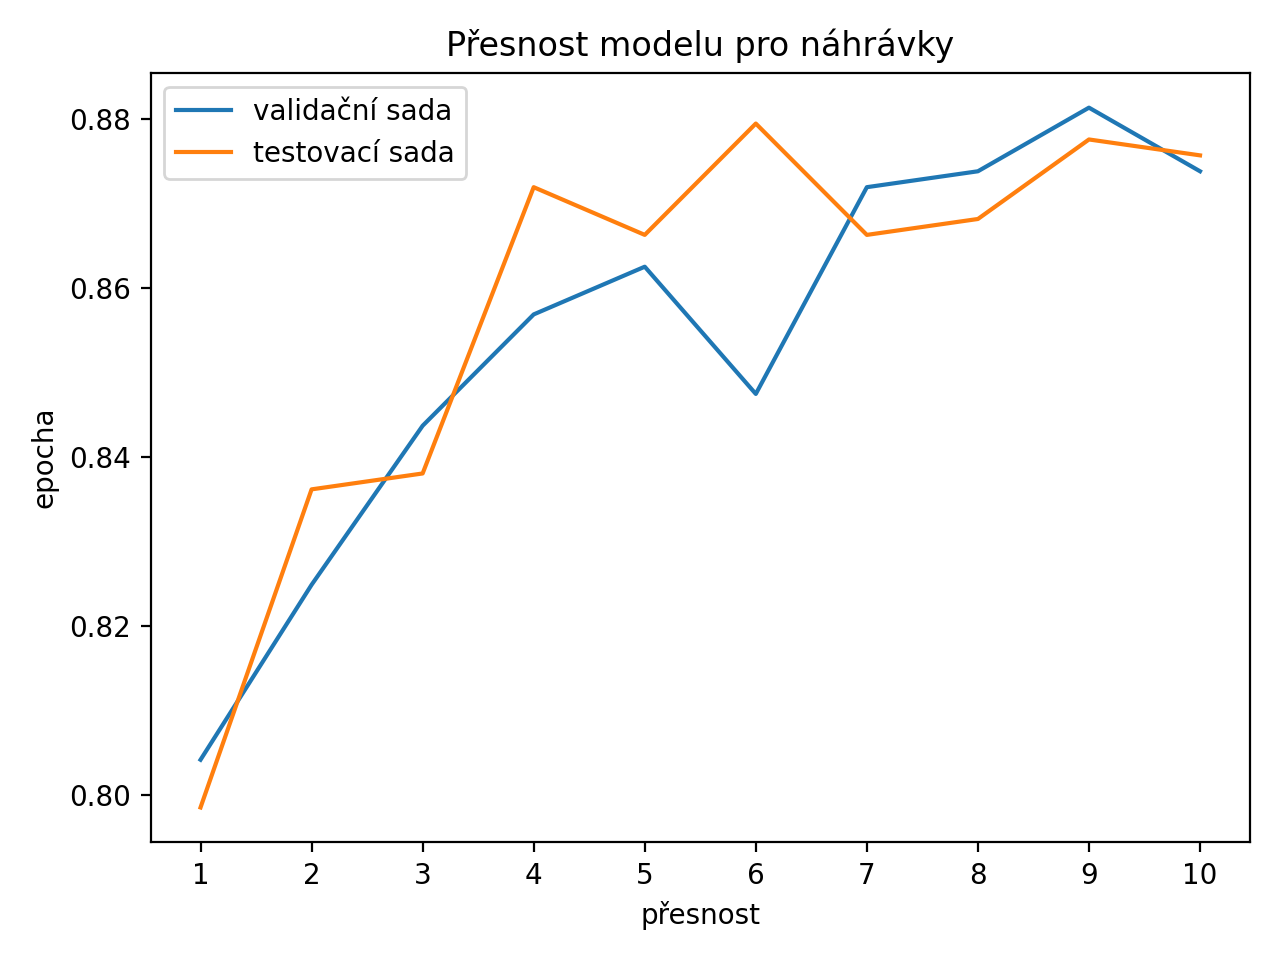 Přesnost modelu pro náhrávky
validační sada
testovací sada
0.88
0.86
0.84
0.82
0.80
epocha
1 2 3 4 5 6 7 8 9 10
přesnost